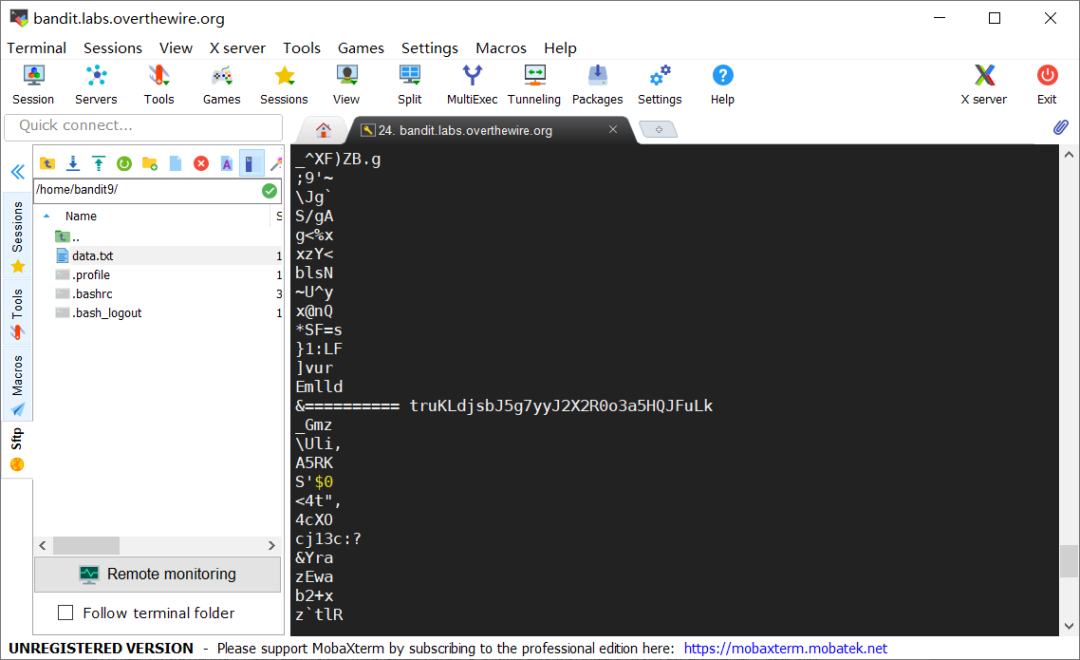 bandit.labs.overthewire.org
Terminal Sessions View X server Tools Games Settings Macros Help
Session Servers Tools Games Sessions View Split MultiExec Tunneling Packages Settings Help X server Exit
Quick connect...
24. bandit.labs.overthewire.org
/home/bandit9/
Name S
..
data.txt 1
.profile 1
.bashrc 3
.bash_logout 1
Sessions
Tools
Macros
Sftp
_^XF)ZB.g
;9'~
\Jg`
S/gA
g<%x
xzY<
blsN
~U^y
x@nQ
*SF=s
}1:LF
]vur
Emlld
&========== truKLdjsbJ5g7yyJ2X2R0o3a5HQJFuLk
_Gmz
\Uli,
A5RK
S'$0
<4t",
4cXO
cj13c:?
&Yra
zEwa
b2+x
z`tlR
Remote monitoring
Follow terminal folder
UNREGISTERED VERSION - Please support MobaXterm by subscribing to the professional edition here: https://mobaxterm.mobatek.net